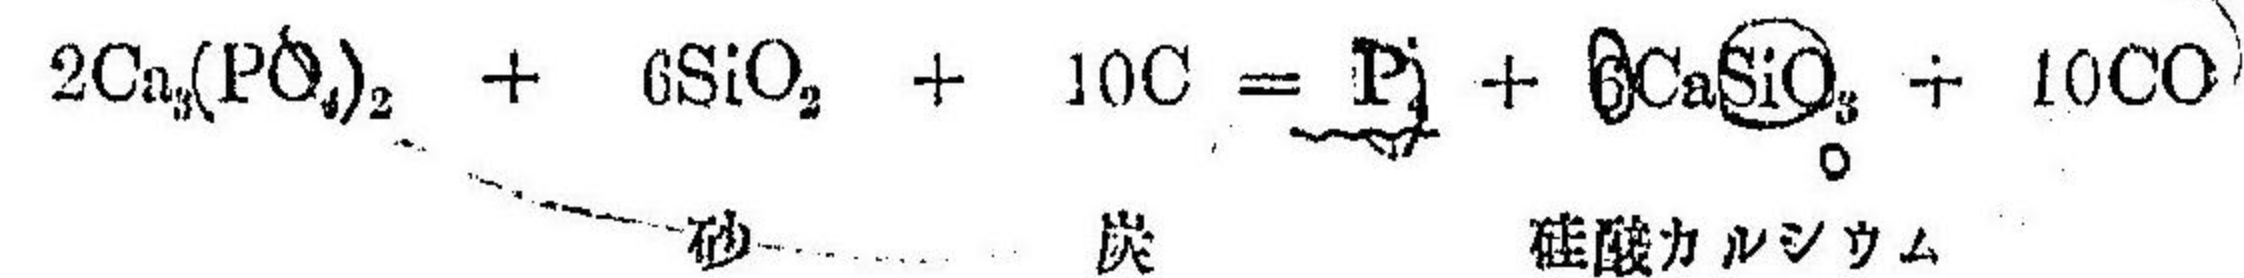 2Ca₃(PO₄)₂ + 6SiO₂ + 10C = P₄ + 6CaSiO₃ + 10CO
砂 炭 硅酸カルシウム